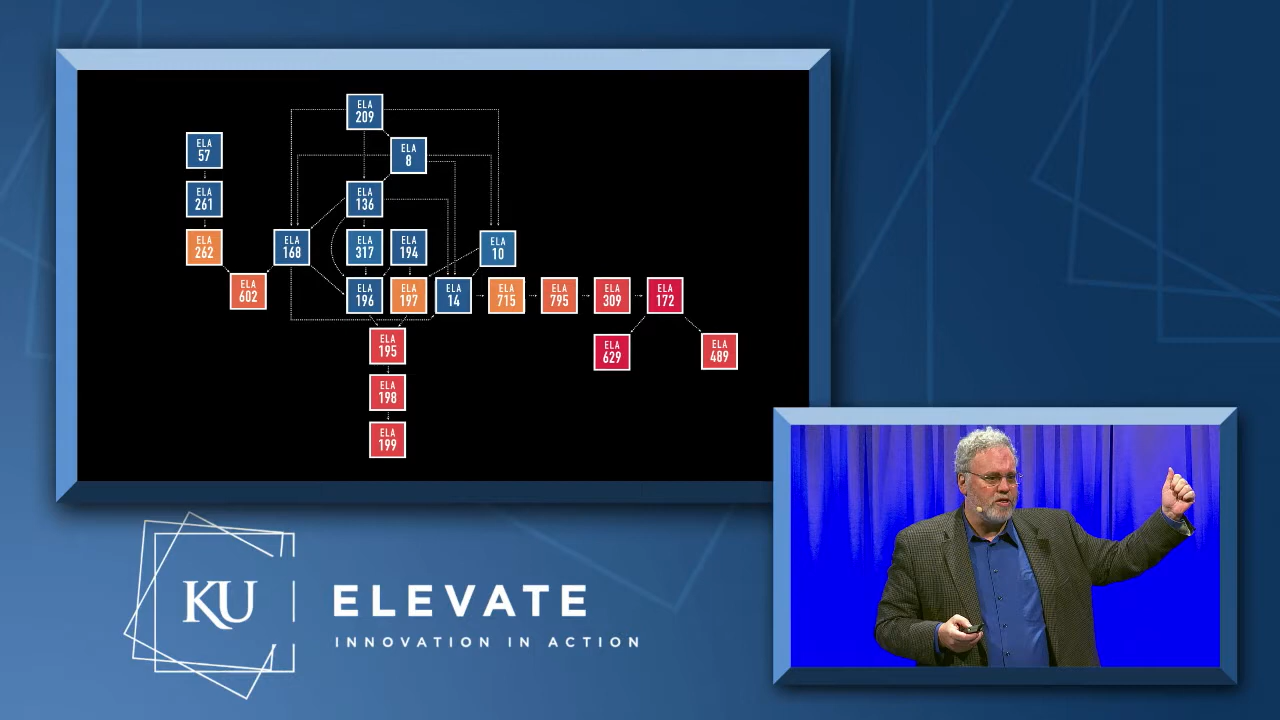 ELA
209
ELA
57
ELA
8
ELA
261
ELA
136
ELA
262
ELA
168
ELA
317
ELA
194
ELA
10
ELA
602
ELA
196
ELA
197
ELA
14
ELA
715
ELA
795
ELA
309
ELA
172
ELA
195
ELA
629
ELA
489
ELA
198
ELA
199
KU
ELEVATE
INNOVATION IN ACTION